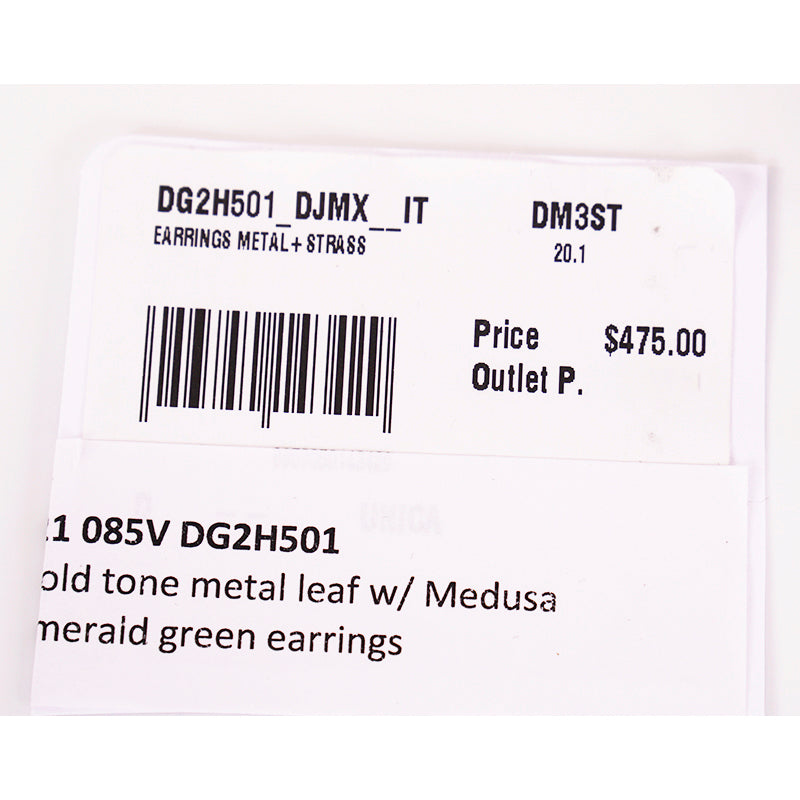 DG2H501_DJMX__IT DM3ST
EARRINGS METAL+STRASS 20.1
Price $475.00
Outlet P.
21 085V DG2H501
old tone metal leaf w/ Medusa
meraid green earrings